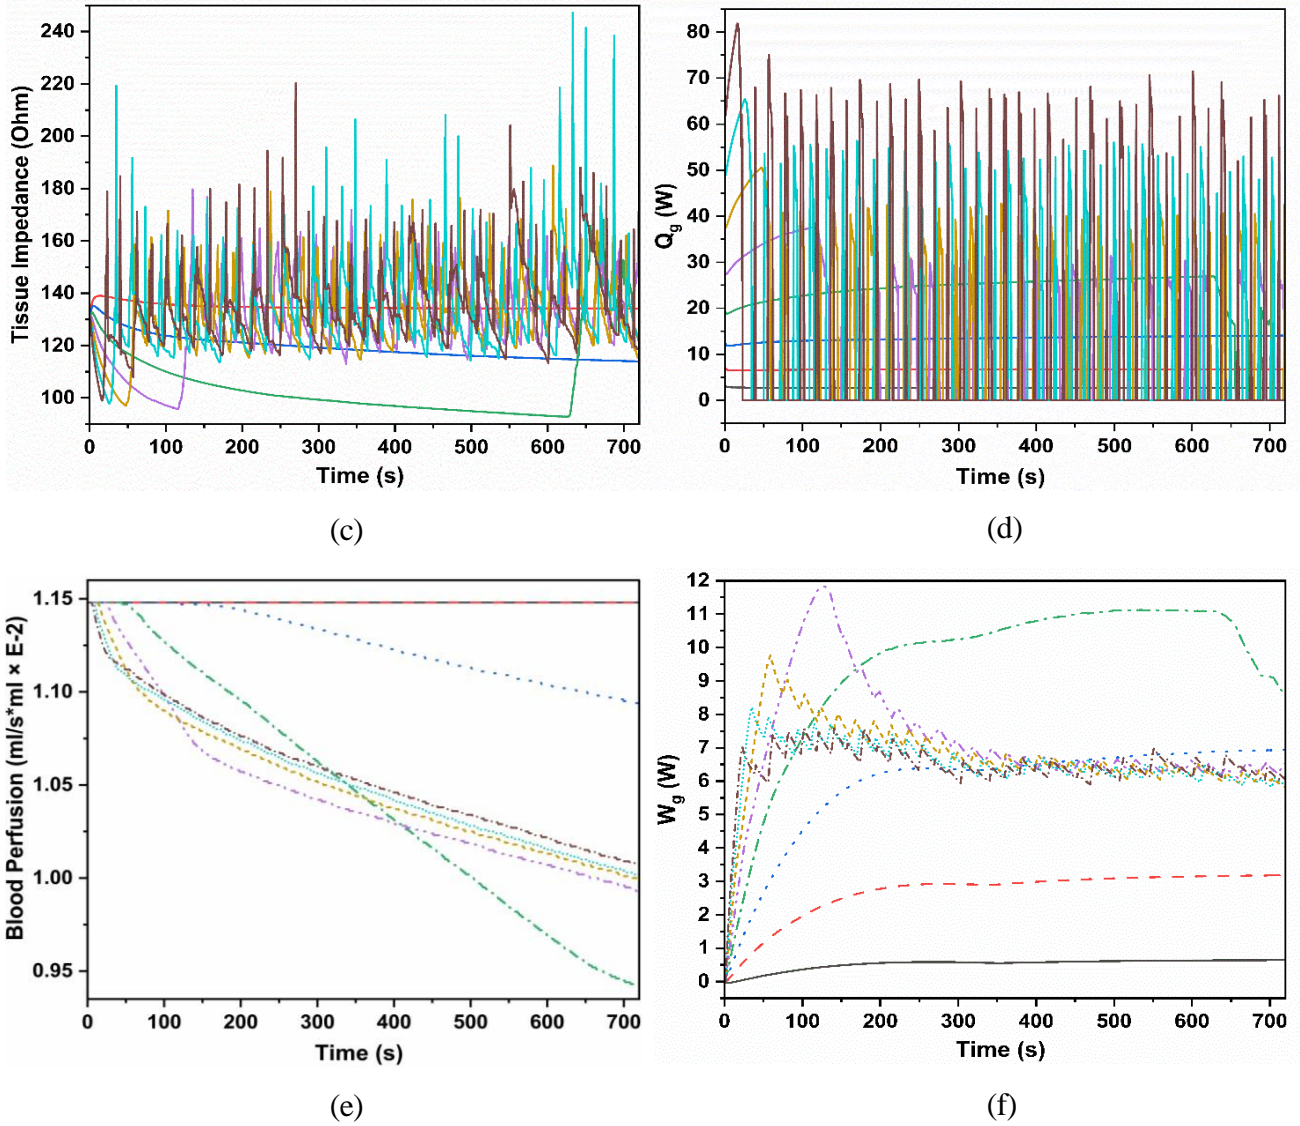 Tissue Impedance (Ohm)
240
220
200
180
160
140
120
100
0 100 200 300 400 500 600 700
Time (s)
(c)
Q_g (W)
80
70
60
50
40
30
20
10
0
0 100 200 300 400 500 600 700
Time (s)
(d)
Blood Perfusion (ml/s*ml × E-2)
1.15
1.10
1.05
1.00
0.95
0 100 200 300 400 500 600 700
Time (s)
(e)
W_g (W)
12
11
10
9
8
7
6
5
4
3
2
1
0
0 100 200 300 400 500 600 700
Time (s)
(f)